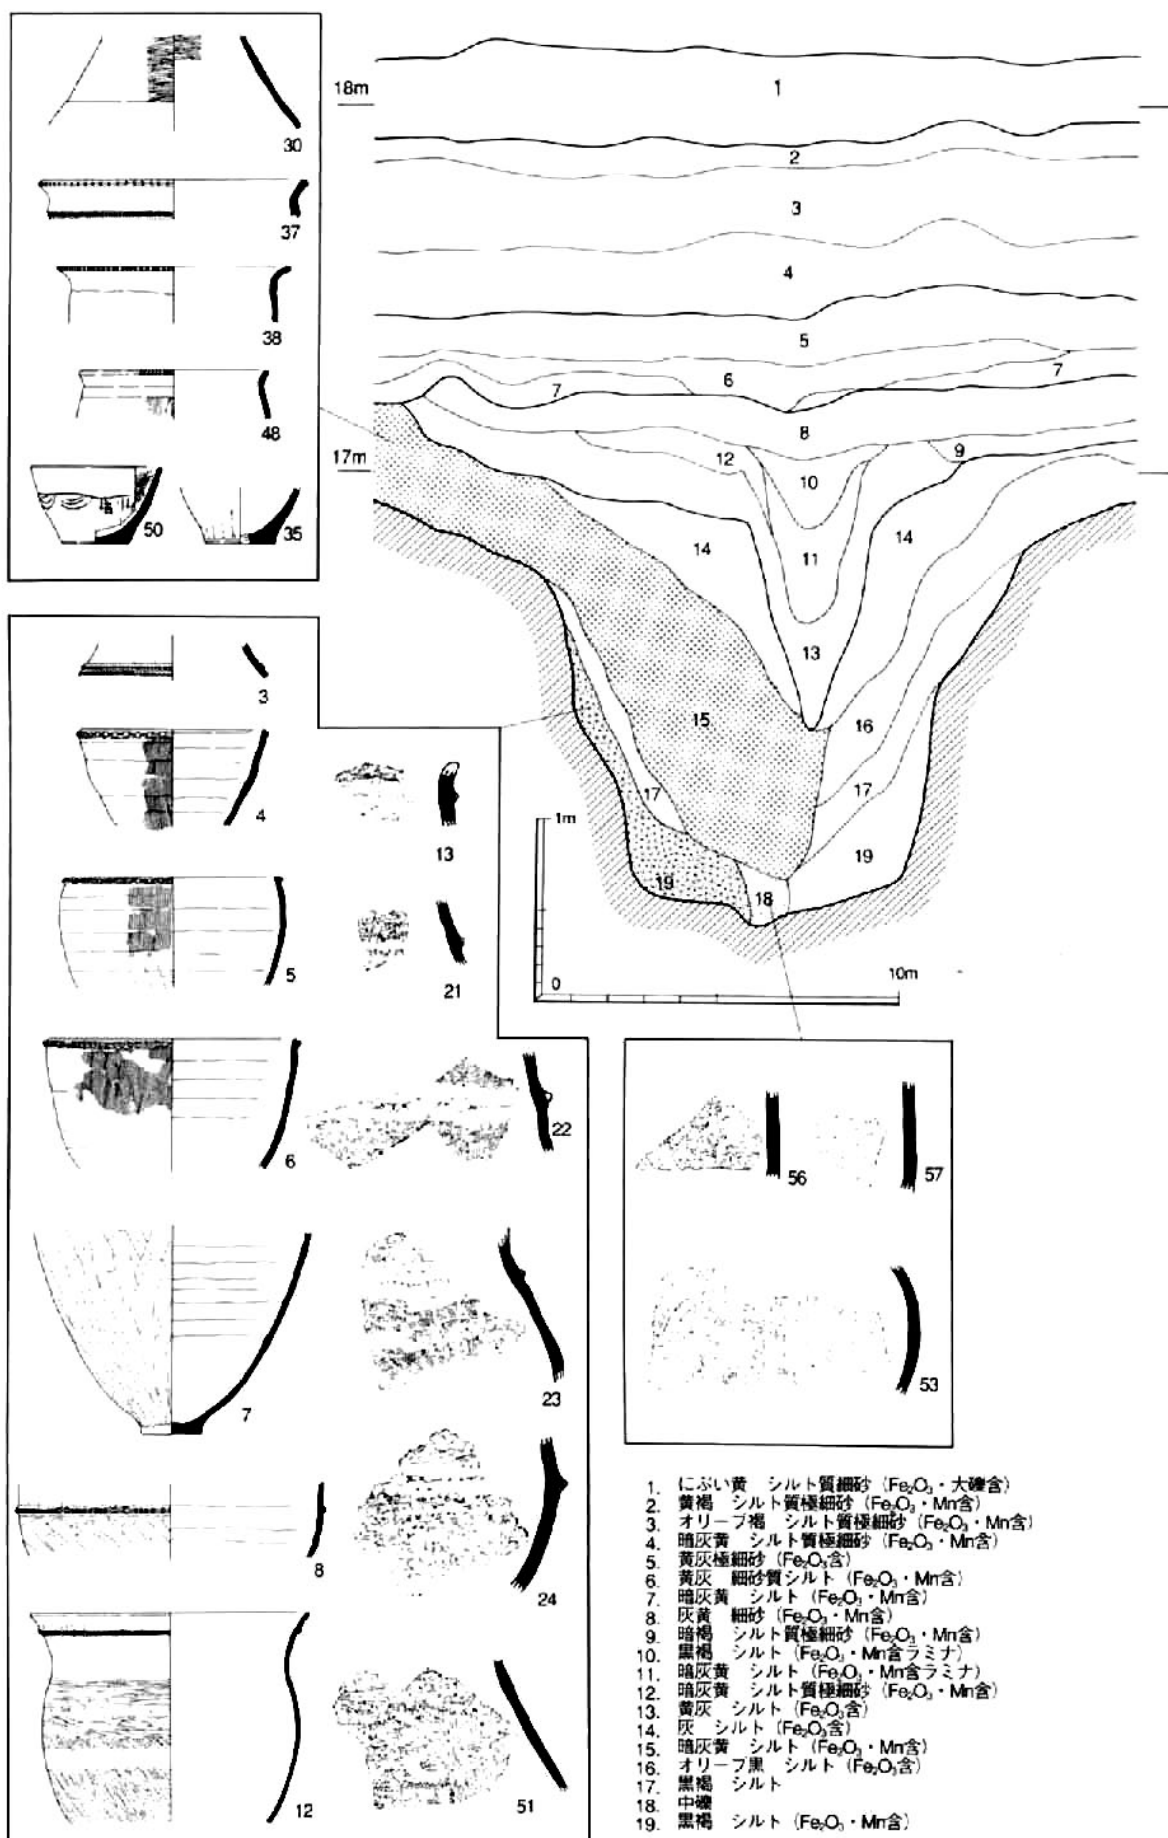 30
37
38
48
50 35
18m
17m
1
2
3
4
5
6
7
7
8
9
12
10
14
14
11
13
15
16
17
17
19
19
18
1m
0
10m
3
4
13
5
21
6
22
7
23
8
24
12
51
56
57
53
1. にぶい黄 シルト質細砂 (Fe₂O₃・大礫含)
2. 黄褐 シルト質極細砂 (Fe₂O₃・Mn含)
3. オリーブ褐 シルト質極細砂 (Fe₂O₃・Mn含)
4. 暗灰黄 シルト質極細砂 (Fe₂O₃・Mn含)
5. 黄灰極細砂 (Fe₂O₃含)
6. 黄灰 細砂質シルト (Fe₂O₃・Mn含)
7. 暗灰黄 シルト (Fe₂O₃・Mn含)
8. 灰黄 細砂 (Fe₂O₃・Mn含)
9. 暗褐 シルト質極細砂 (Fe₂O₃・Mn含)
10. 黒褐 シルト (Fe₂O₃・Mn含ラミナ)
11. 暗灰黄 シルト (Fe₂O₃・Mn含ラミナ)
12. 暗灰黄 シルト質極細砂 (Fe₂O₃・Mn含)
13. 黄灰 シルト (Fe₂O₃含)
14. 灰 シルト (Fe₂O₃含)
15. 暗灰黄 シルト (Fe₂O₃・Mn含)
16. オリーブ黒 シルト (Fe₂O₃含)
17. 黒褐 シルト
18. 中礫
19. 黒褐 シルト (Fe₂O₃・Mn含)